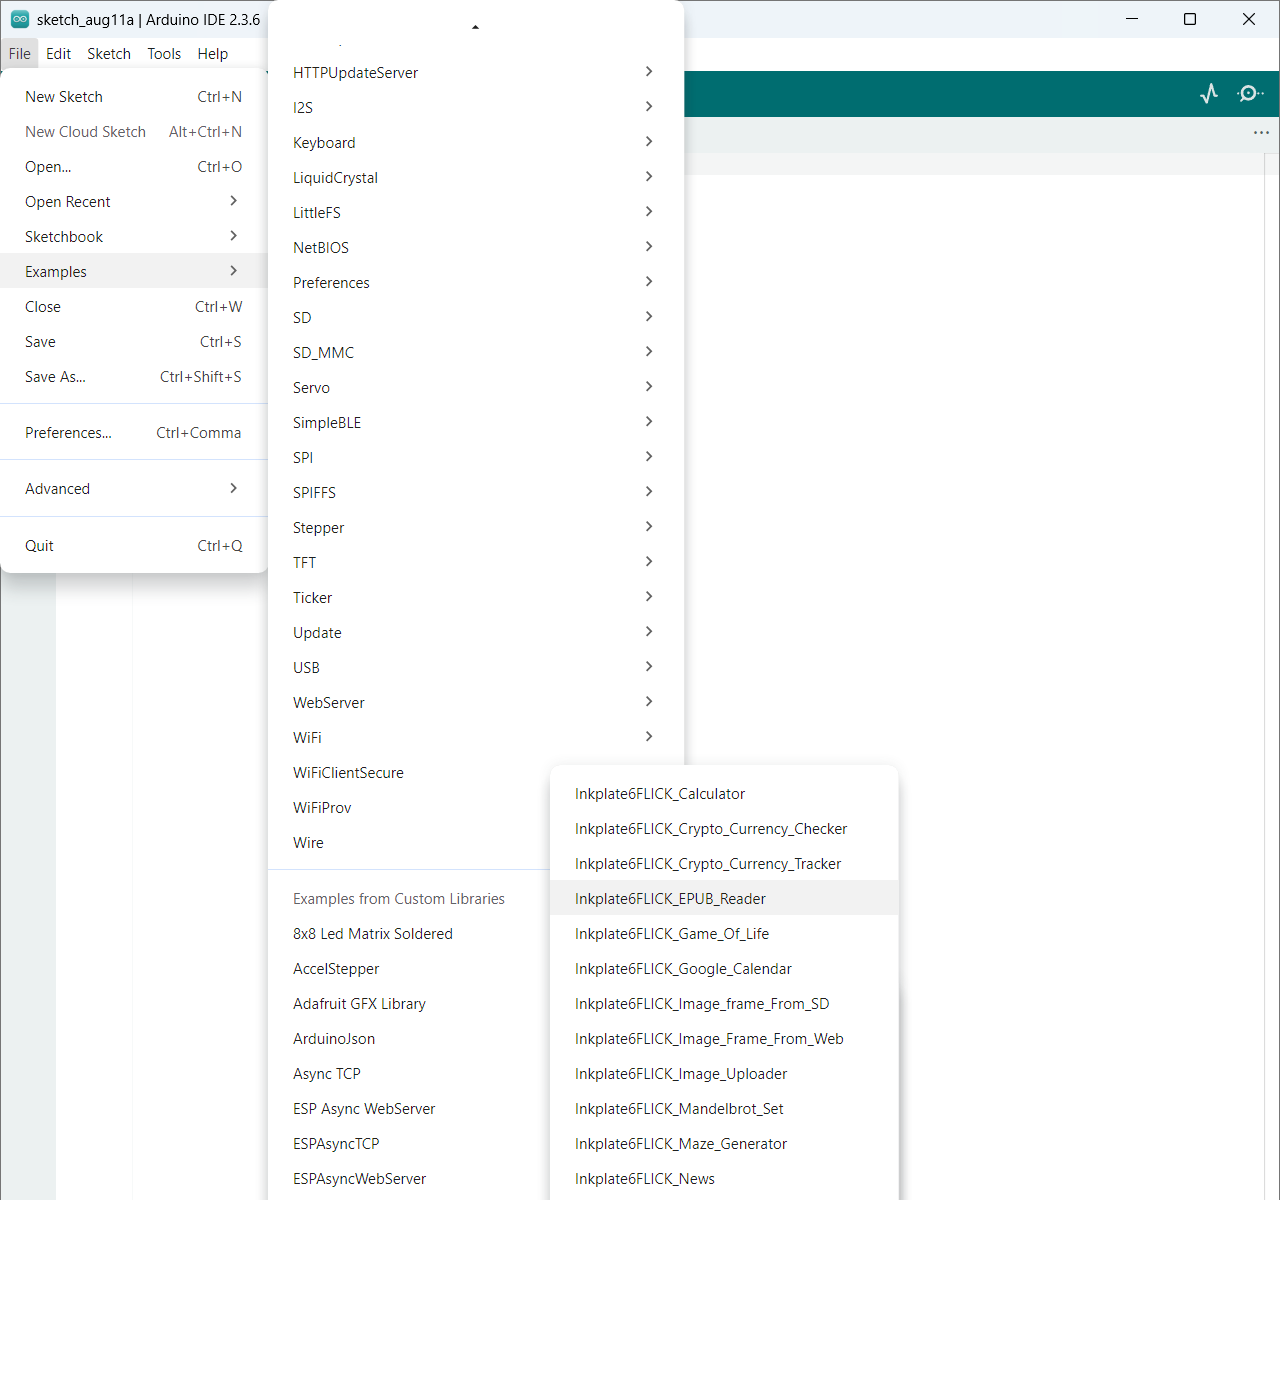 sketch_aug11a | Arduino IDE 2.3.6
File Edit Sketch Tools Help
New Sketch Ctrl+N
New Cloud Sketch Alt+Ctrl+N
Open... Ctrl+O
Open Recent
Sketchbook
Examples
Close Ctrl+W
Save Ctrl+S
Save As... Ctrl+Shift+S
Preferences... Ctrl+Comma
Advanced
Quit Ctrl+Q
HTTPUpdateServer
I2S
Keyboard
LiquidCrystal
LittleFS
NetBIOS
Preferences
SD
SD_MMC
Servo
SimpleBLE
SPI
SPIFFS
Stepper
TFT
Ticker
Update
USB
WebServer
WiFi
WiFiClientSecure
WiFiProv
Wire
Examples from Custom Libraries
8x8 Led Matrix Soldered
AccelStepper
Adafruit GFX Library
ArduinoJson
Async TCP
ESP Async WebServer
ESPAsyncTCP
ESPAsyncWebServer
Inkplate6FLICK_Calculator
Inkplate6FLICK_Crypto_Currency_Checker
Inkplate6FLICK_Crypto_Currency_Tracker
Inkplate6FLICK_EPUB_Reader
Inkplate6FLICK_Game_Of_Life
Inkplate6FLICK_Google_Calendar
Inkplate6FLICK_Image_frame_From_SD
Inkplate6FLICK_Image_Frame_From_Web
Inkplate6FLICK_Image_Uploader
Inkplate6FLICK_Mandelbrot_Set
Inkplate6FLICK_Maze_Generator
Inkplate6FLICK_News